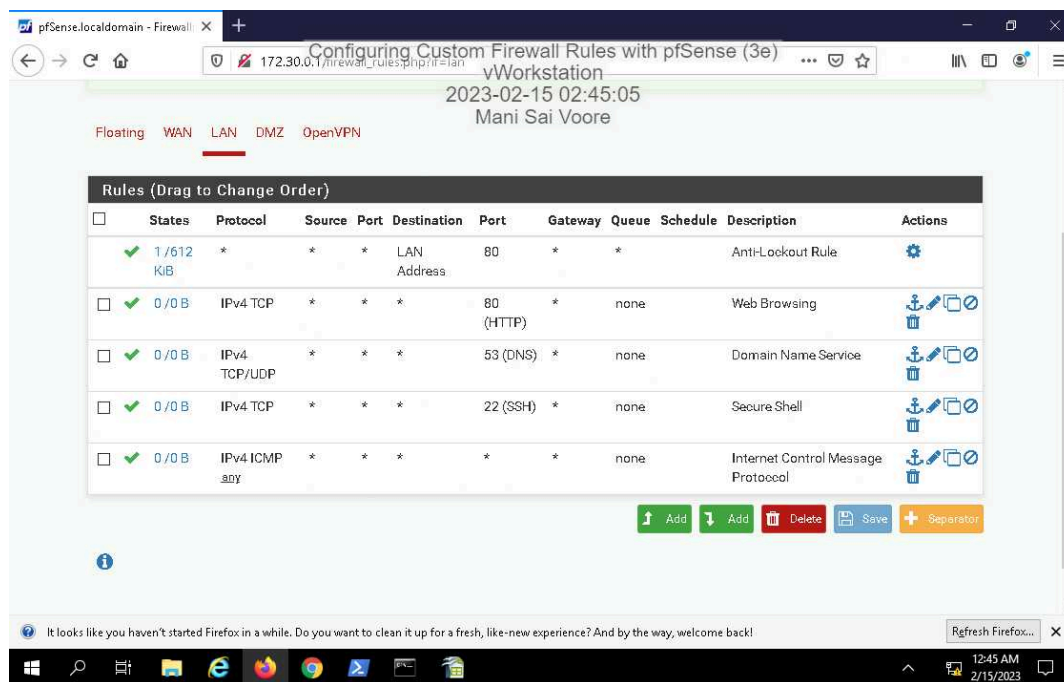 pfSense.localdomain - Firewall:
Configuring Custom Firewall Rules with pfSense (3e)
172.30.0.1/firewall_rules.php?if=lan
vWorkstation
2023-02-15 02:45:05
Mani Sai Voore
Floating WAN LAN DMZ OpenVPN
Rules (Drag to Change Order)
States Protocol Source Port Destination Port Gateway Queue Schedule Description Actions
1 /612 * * * LAN 80 * * Anti-Lockout Rule
KiB Address
0 /0 B IPv4 TCP * * * 80 * none Web Browsing
(HTTP)
0 /0 B IPv4 * * * 53 (DNS) * none Domain Name Service
TCP/UDP
0 /0 B IPv4 TCP * * * 22 (SSH) * none Secure Shell
0 /0 B IPv4 ICMP * * * * * none Internet Control Message
any Protocol
Add Add Delete Save Separator
It looks like you haven't started Firefox in a while. Do you want to clean it up for a fresh, like-new experience? And by the way, welcome back! Refresh Firefox...
12:45 AM
2/15/2023